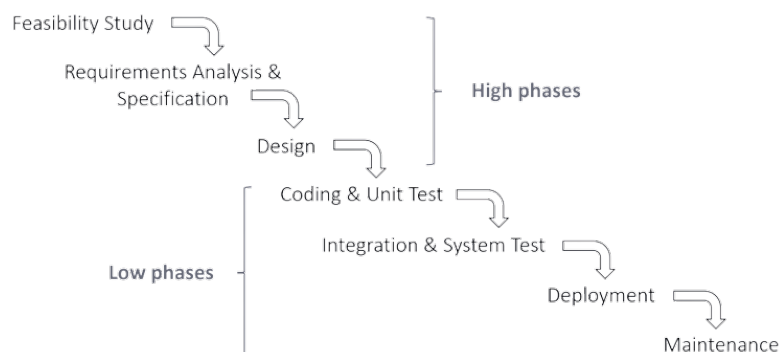 Feasibility Study
Requirements Analysis &
Specification
High phases
Design
Coding & Unit Test
Integration & System Test
Low phases
Deployment
Maintenance